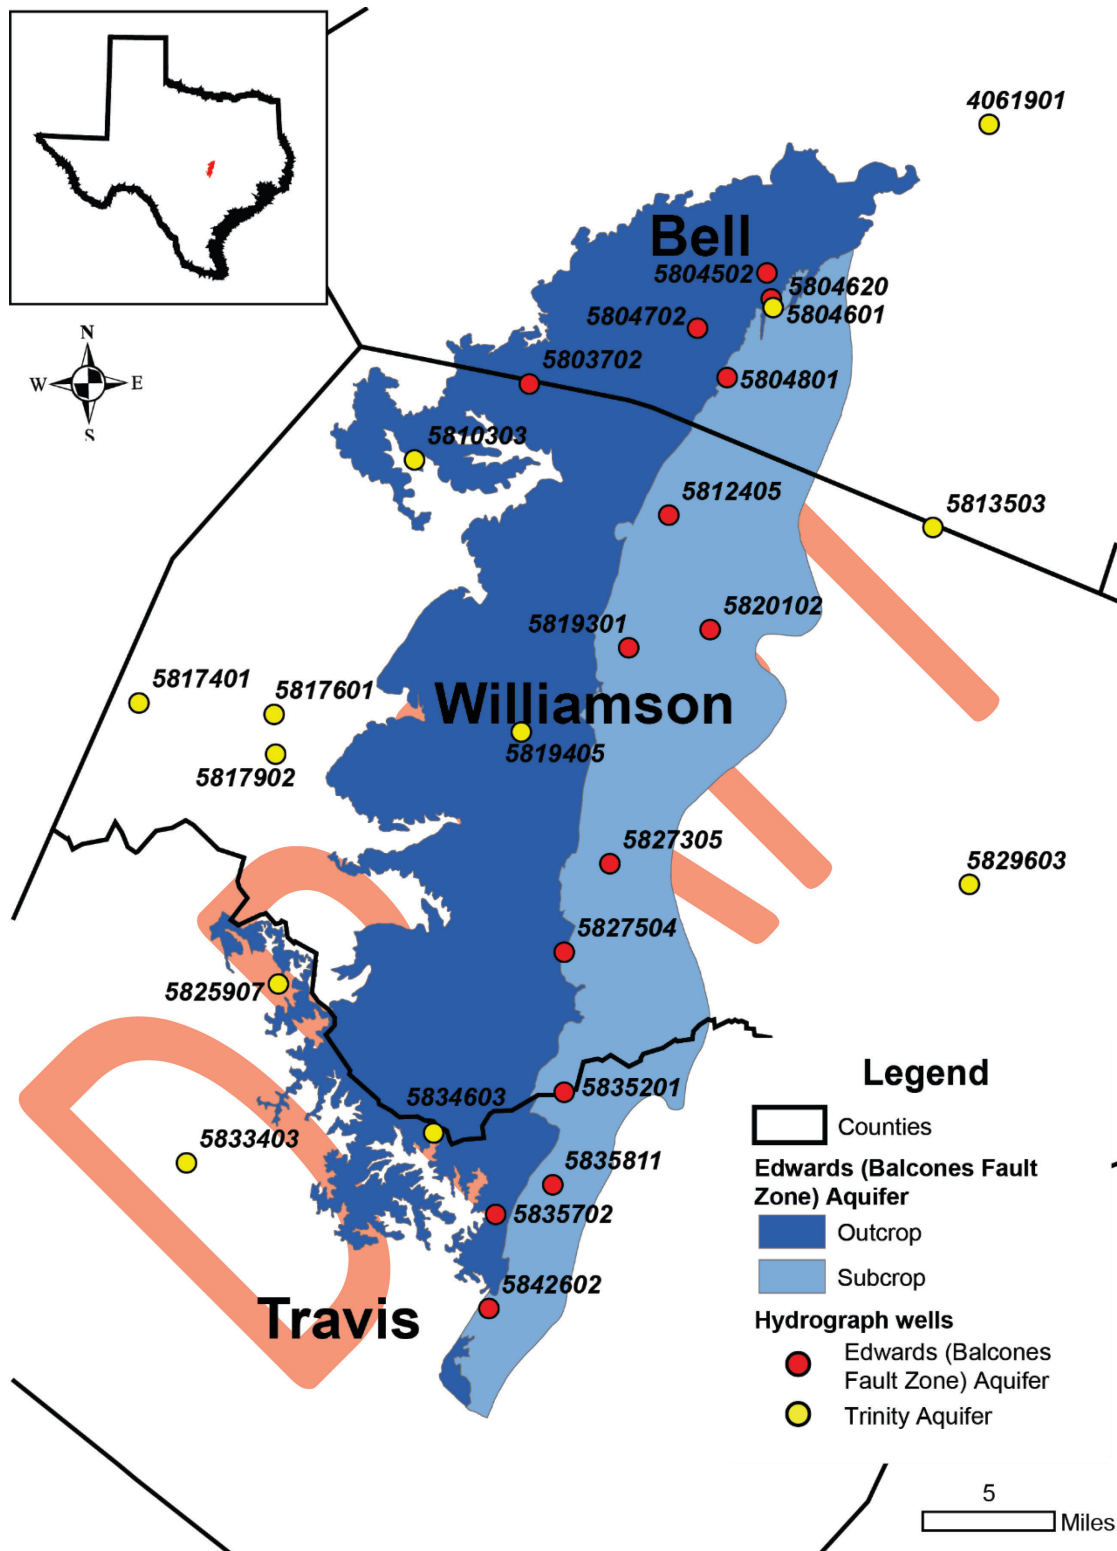 4061901
Bell
5804502
5804620
5804601
5804702
5803702
5804801
N
W
E
S
5810303
5812405
5813503
5820102
5819301
5817401
5817601
Williamson
5819405
5817902
5827305
5829603
5827504
5825907
5834603
5835201
5833403
5835811
5835702
5842602
Travis
Legend
Counties
Edwards (Balcones Fault
Zone) Aquifer
Outcrop
Subcrop
Hydrograph wells
Edwards (Balcones
Fault Zone) Aquifer
Trinity Aquifer
5
Miles